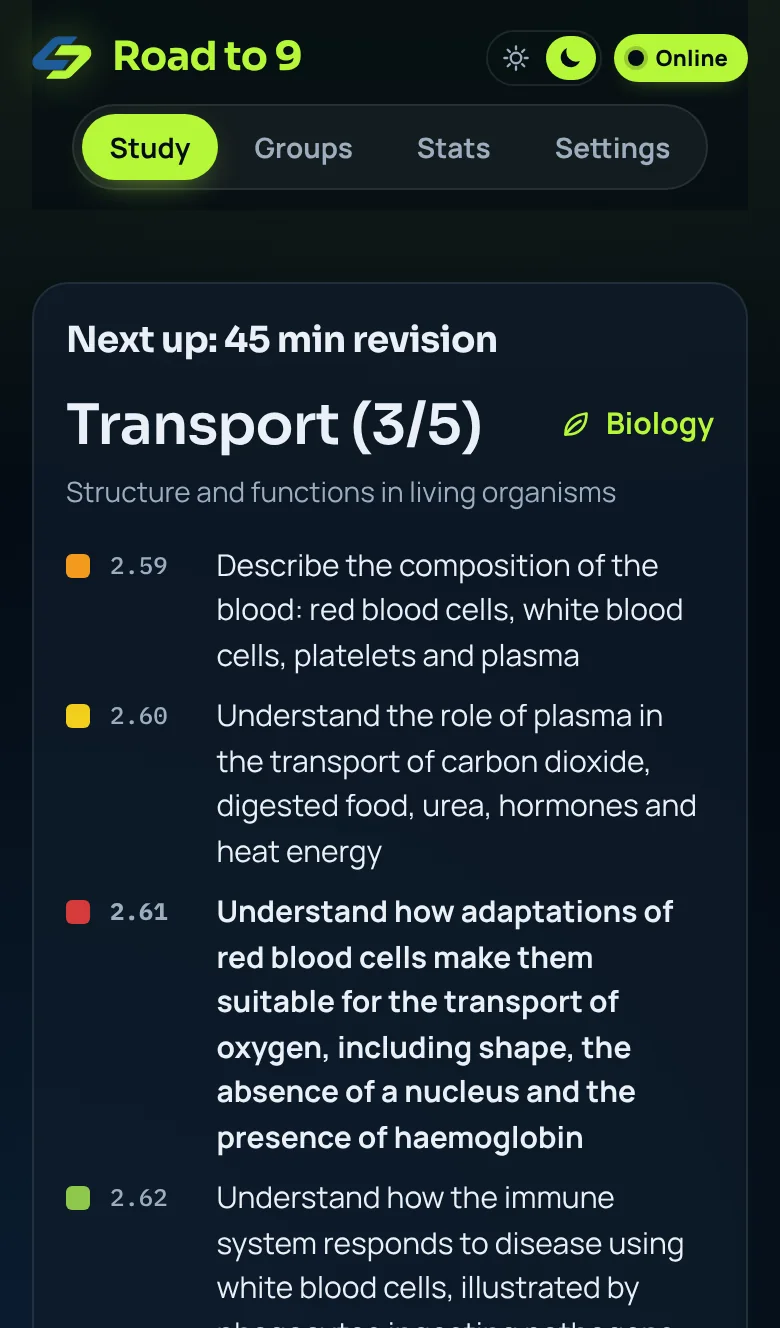 Road to 9
Online
Study
Groups
Stats
Settings
Next up: 45 min revision
Transport (3/5)
Biology
Structure and functions in living organisms
2.59
Describe the composition of the
blood: red blood cells, white blood
cells, platelets and plasma
2.60
Understand the role of plasma in
the transport of carbon dioxide,
digested food, urea, hormones and
heat energy
2.61
Understand how adaptations of
red blood cells make them
suitable for the transport of
oxygen, including shape, the
absence of a nucleus and the
presence of haemoglobin
2.62
Understand how the immune
system responds to disease using
white blood cells, illustrated by
phagocytes ingesting pathogens